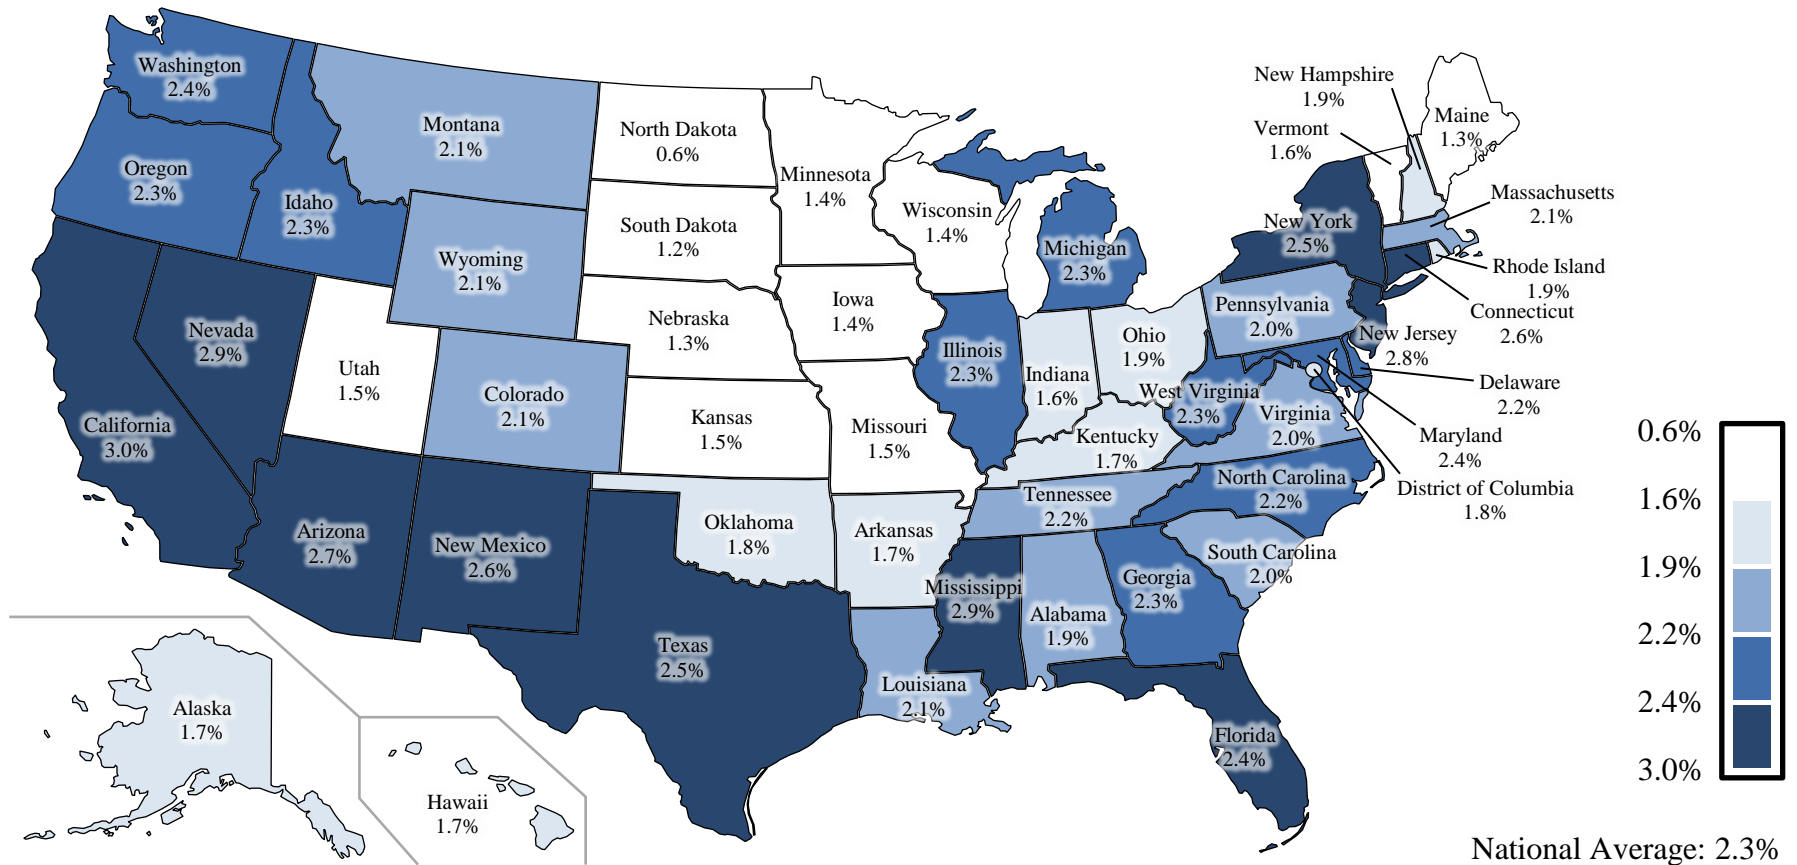 Washington
2.4%
Montana
2.1%
North Dakota
0.6%
Minnesota
1.4%
New Hampshire
1.9%
Vermont
1.6%
Maine
1.3%
Oregon
2.3%
Idaho
2.3%
South Dakota
1.2%
Wisconsin
1.4%
Michigan
2.3%
New York
2.5%
Massachusetts
2.1%
Rhode Island
1.9%
Connecticut
2.6%
Wyoming
2.1%
Nebraska
1.3%
Iowa
1.4%
Pennsylvania
2.0%
New Jersey
2.8%
Nevada
2.9%
Utah
1.5%
Colorado
2.1%
Illinois
2.3%
Indiana
1.6%
Ohio
1.9%
West Virginia
2.3%
Virginia
2.0%
Delaware
2.2%
Maryland
2.4%
District of Columbia
1.8%
California
3.0%
Kansas
1.5%
Missouri
1.5%
Kentucky
1.7%
Tennessee
2.2%
North Carolina
2.2%
Arizona
2.7%
New Mexico
2.6%
Oklahoma
1.8%
Arkansas
1.7%
Mississippi
2.9%
Alabama
1.9%
Georgia
2.3%
South Carolina
2.0%
Texas
2.5%
Louisiana
2.1%
Florida
2.4%
Alaska
1.7%
Hawaii
1.7%
0.6%
1.6%
1.9%
2.2%
2.4%
3.0%
National Average: 2.3%